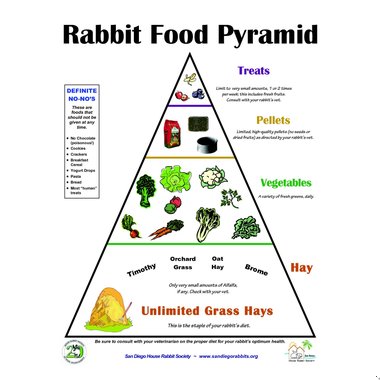 Rabbit Food Pyramid
Treats
Limit to very small amounts, 1 or 2 times
per week; this includes fresh fruits.
Consult with your rabbit's vet.
DEFINITE
NO-NO'S
These are
foods that
should not be
given at any
time.
• No Chocolate
(poisonous!)
• Cookies
• Crackers
• Breakfast
Cereal
• Yogurt Drops
• Pasta
• Bread
• Most "human"
treats
Pellets
Limited, high quality pellets (no seeds or
dried fruits) as directed by your rabbit's vet.
Vegetables
A variety of fresh greens, daily.
Timothy
Orchard
Grass
Oat
Hay
Brome
Hay
Only very small amounts of Alfalfa,
if any. Check with your vet.
Unlimited Grass Hays
This is the staple of your rabbit's diet.
Be sure to consult with your veterinarian on the proper diet for your rabbit's optimum health.
San Diego House Rabbit Society ~ www.sandiegorabbits.org